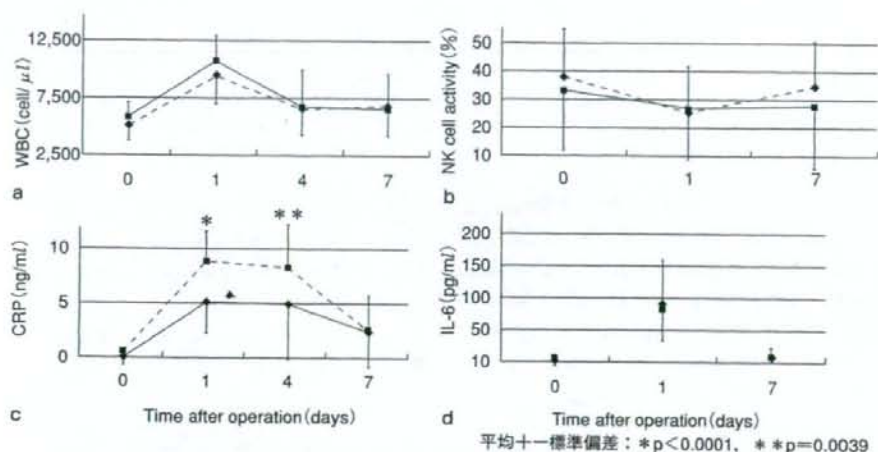 WBC(cell/μl)
12,500
7,500
2,500
0 1 4 7
a
NK cell activity(%)
50
40
30
20
10
0 1 7
b
CRP(ng/ml)
10
5
0
* **
0 1 4 7
c Time after operation(days)
IL-6(pg/ml)
200
150
100
50
10
0 1 7
d Time after operation(days)
平均十一標準偏差：*p<0.0001, **p=0.0039